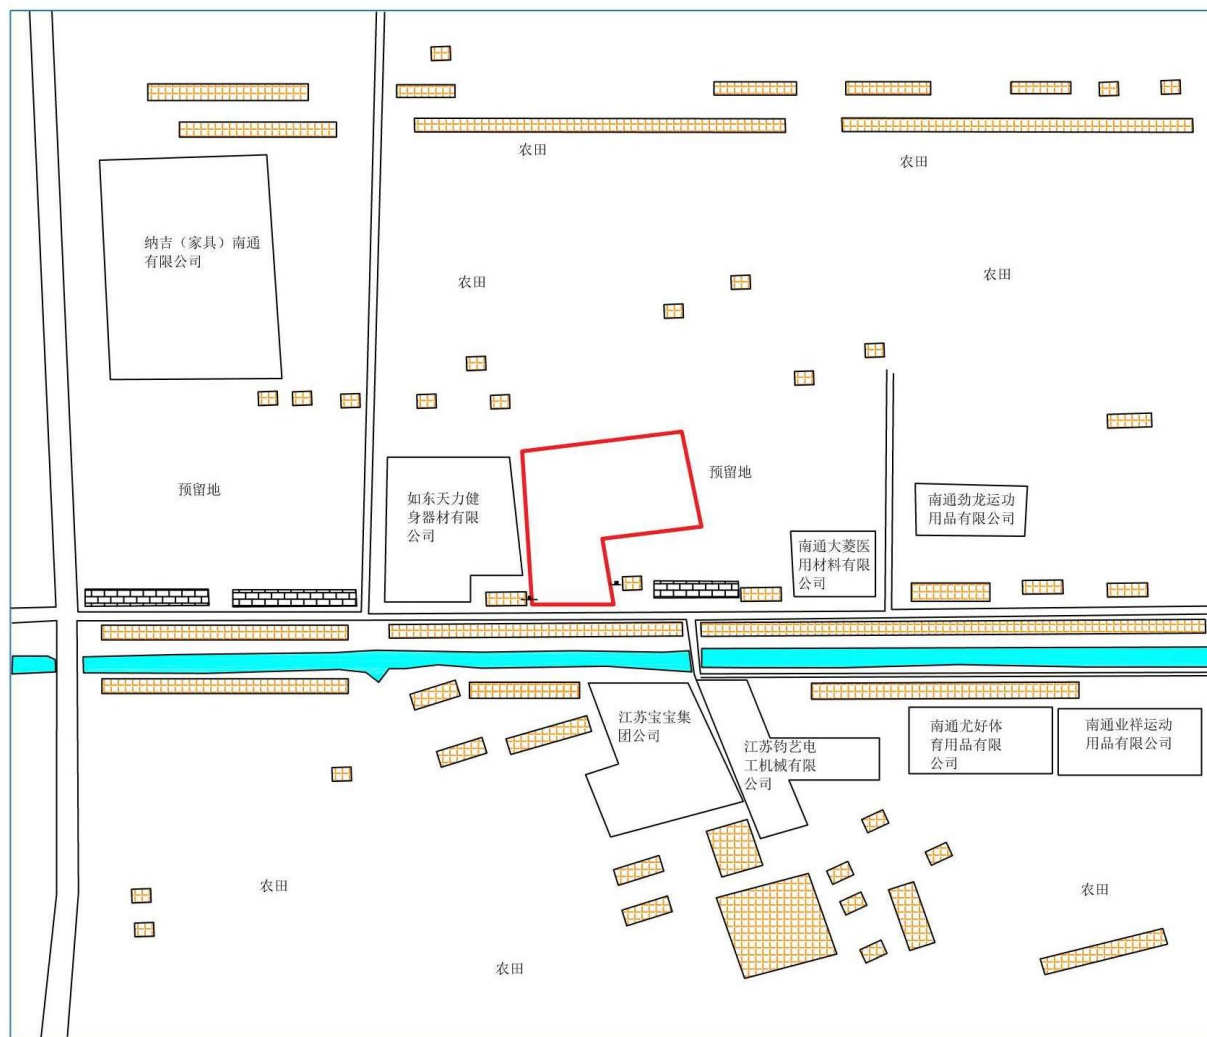 农田
农田
纳吉（家具）南通
有限公司
农田
农田
预留地
如东天力健
身器材有限
公司
预留地
南通大菱医
用材料有限
公司
南通劲龙运动
用品有限公司
江苏宝宝集
团公司
江苏钧艺电
工机械有限
公司
南通尤好体
育用品有限
公司
南通业祥运动
用品有限公司
农田
农田
农田